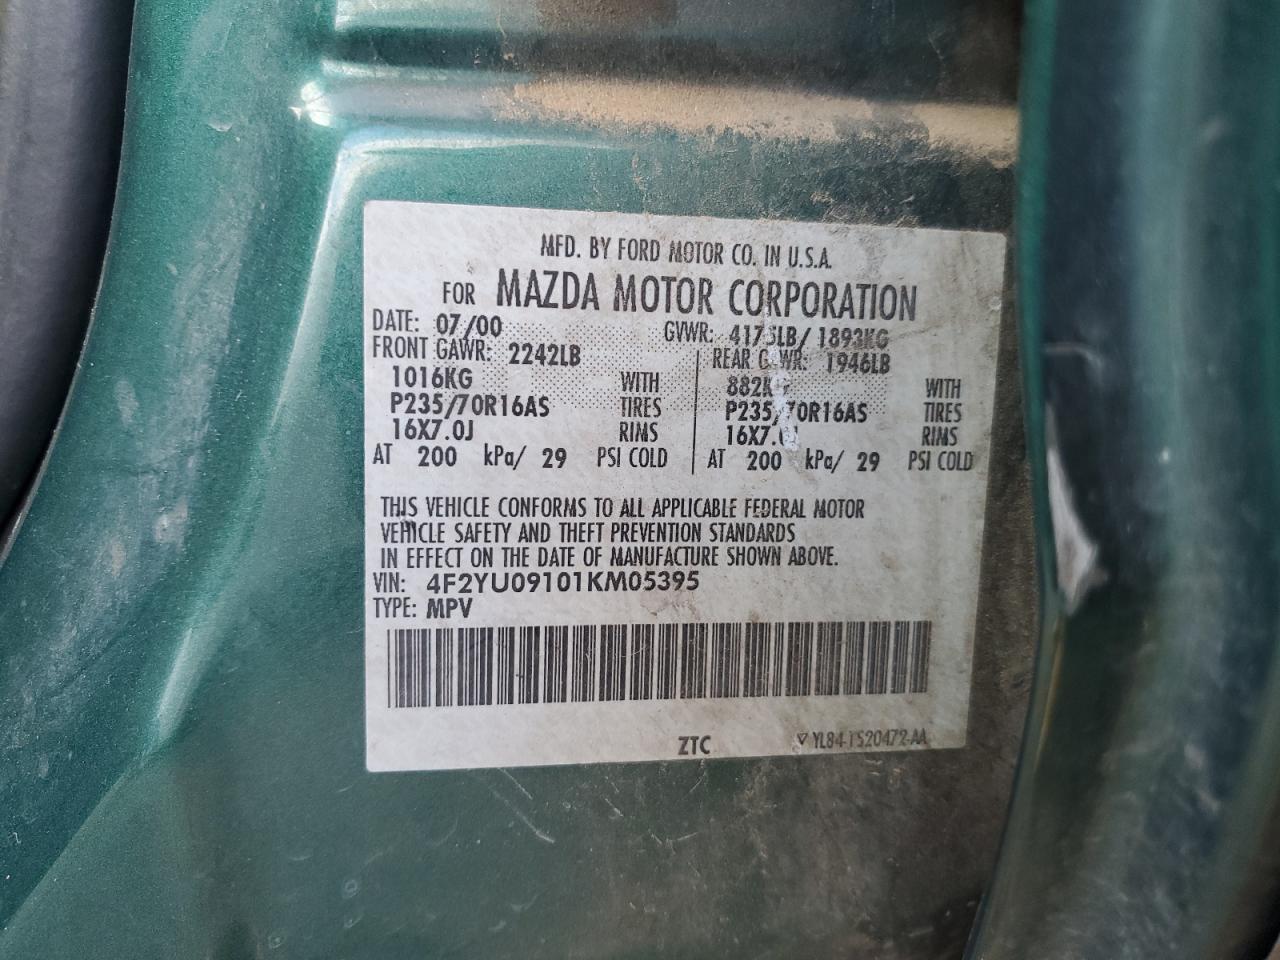 MFD. BY FORD MOTOR CO. IN U.S.A.
FOR MAZDA MOTOR CORPORATION
DATE: 07/00 GVWR: 4175LB/ 1893KG
FRONT GAWR: 2242LB REAR GAWR: 1946LB
1016KG WITH 882KG WITH
P235/70R16AS TIRES P235/70R16AS TIRES
16X7.0J RIMS 16X7.0J RIMS
AT 200 kPa/ 29 PSI COLD AT 200 kPa/ 29 PSI COLD
THIS VEHICLE CONFORMS TO ALL APPLICABLE FEDERAL MOTOR
VEHICLE SAFETY AND THEFT PREVENTION STANDARDS
IN EFFECT ON THE DATE OF MANUFACTURE SHOWN ABOVE.
VIN: 4F2YU09101KM05395
TYPE: MPV
ZTC